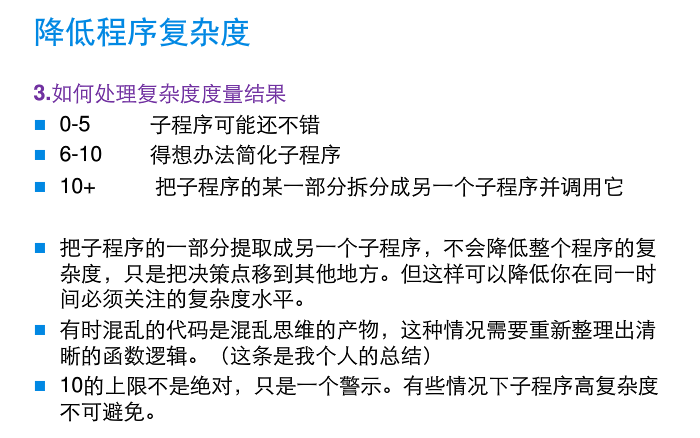 降低程序复杂度
3.如何处理复杂度度量结果
0-5 子程序可能还不错
6-10 得想办法简化子程序
10+ 把子程序的某一部分拆分成另一个子程序并调用它
把子程序的一部分提取成另一个子程序，不会降低整个程序的复
杂度，只是把决策点移到其他地方。但这样可以降低你在同一时
间必须关注的复杂度水平。
有时混乱的代码是混乱思维的产物，这种情况需要重新整理出清
晰的函数逻辑。（这条是我个人的总结）
10的上限不是绝对，只是一个警示。有些情况下子程序高复杂度
不可避免。